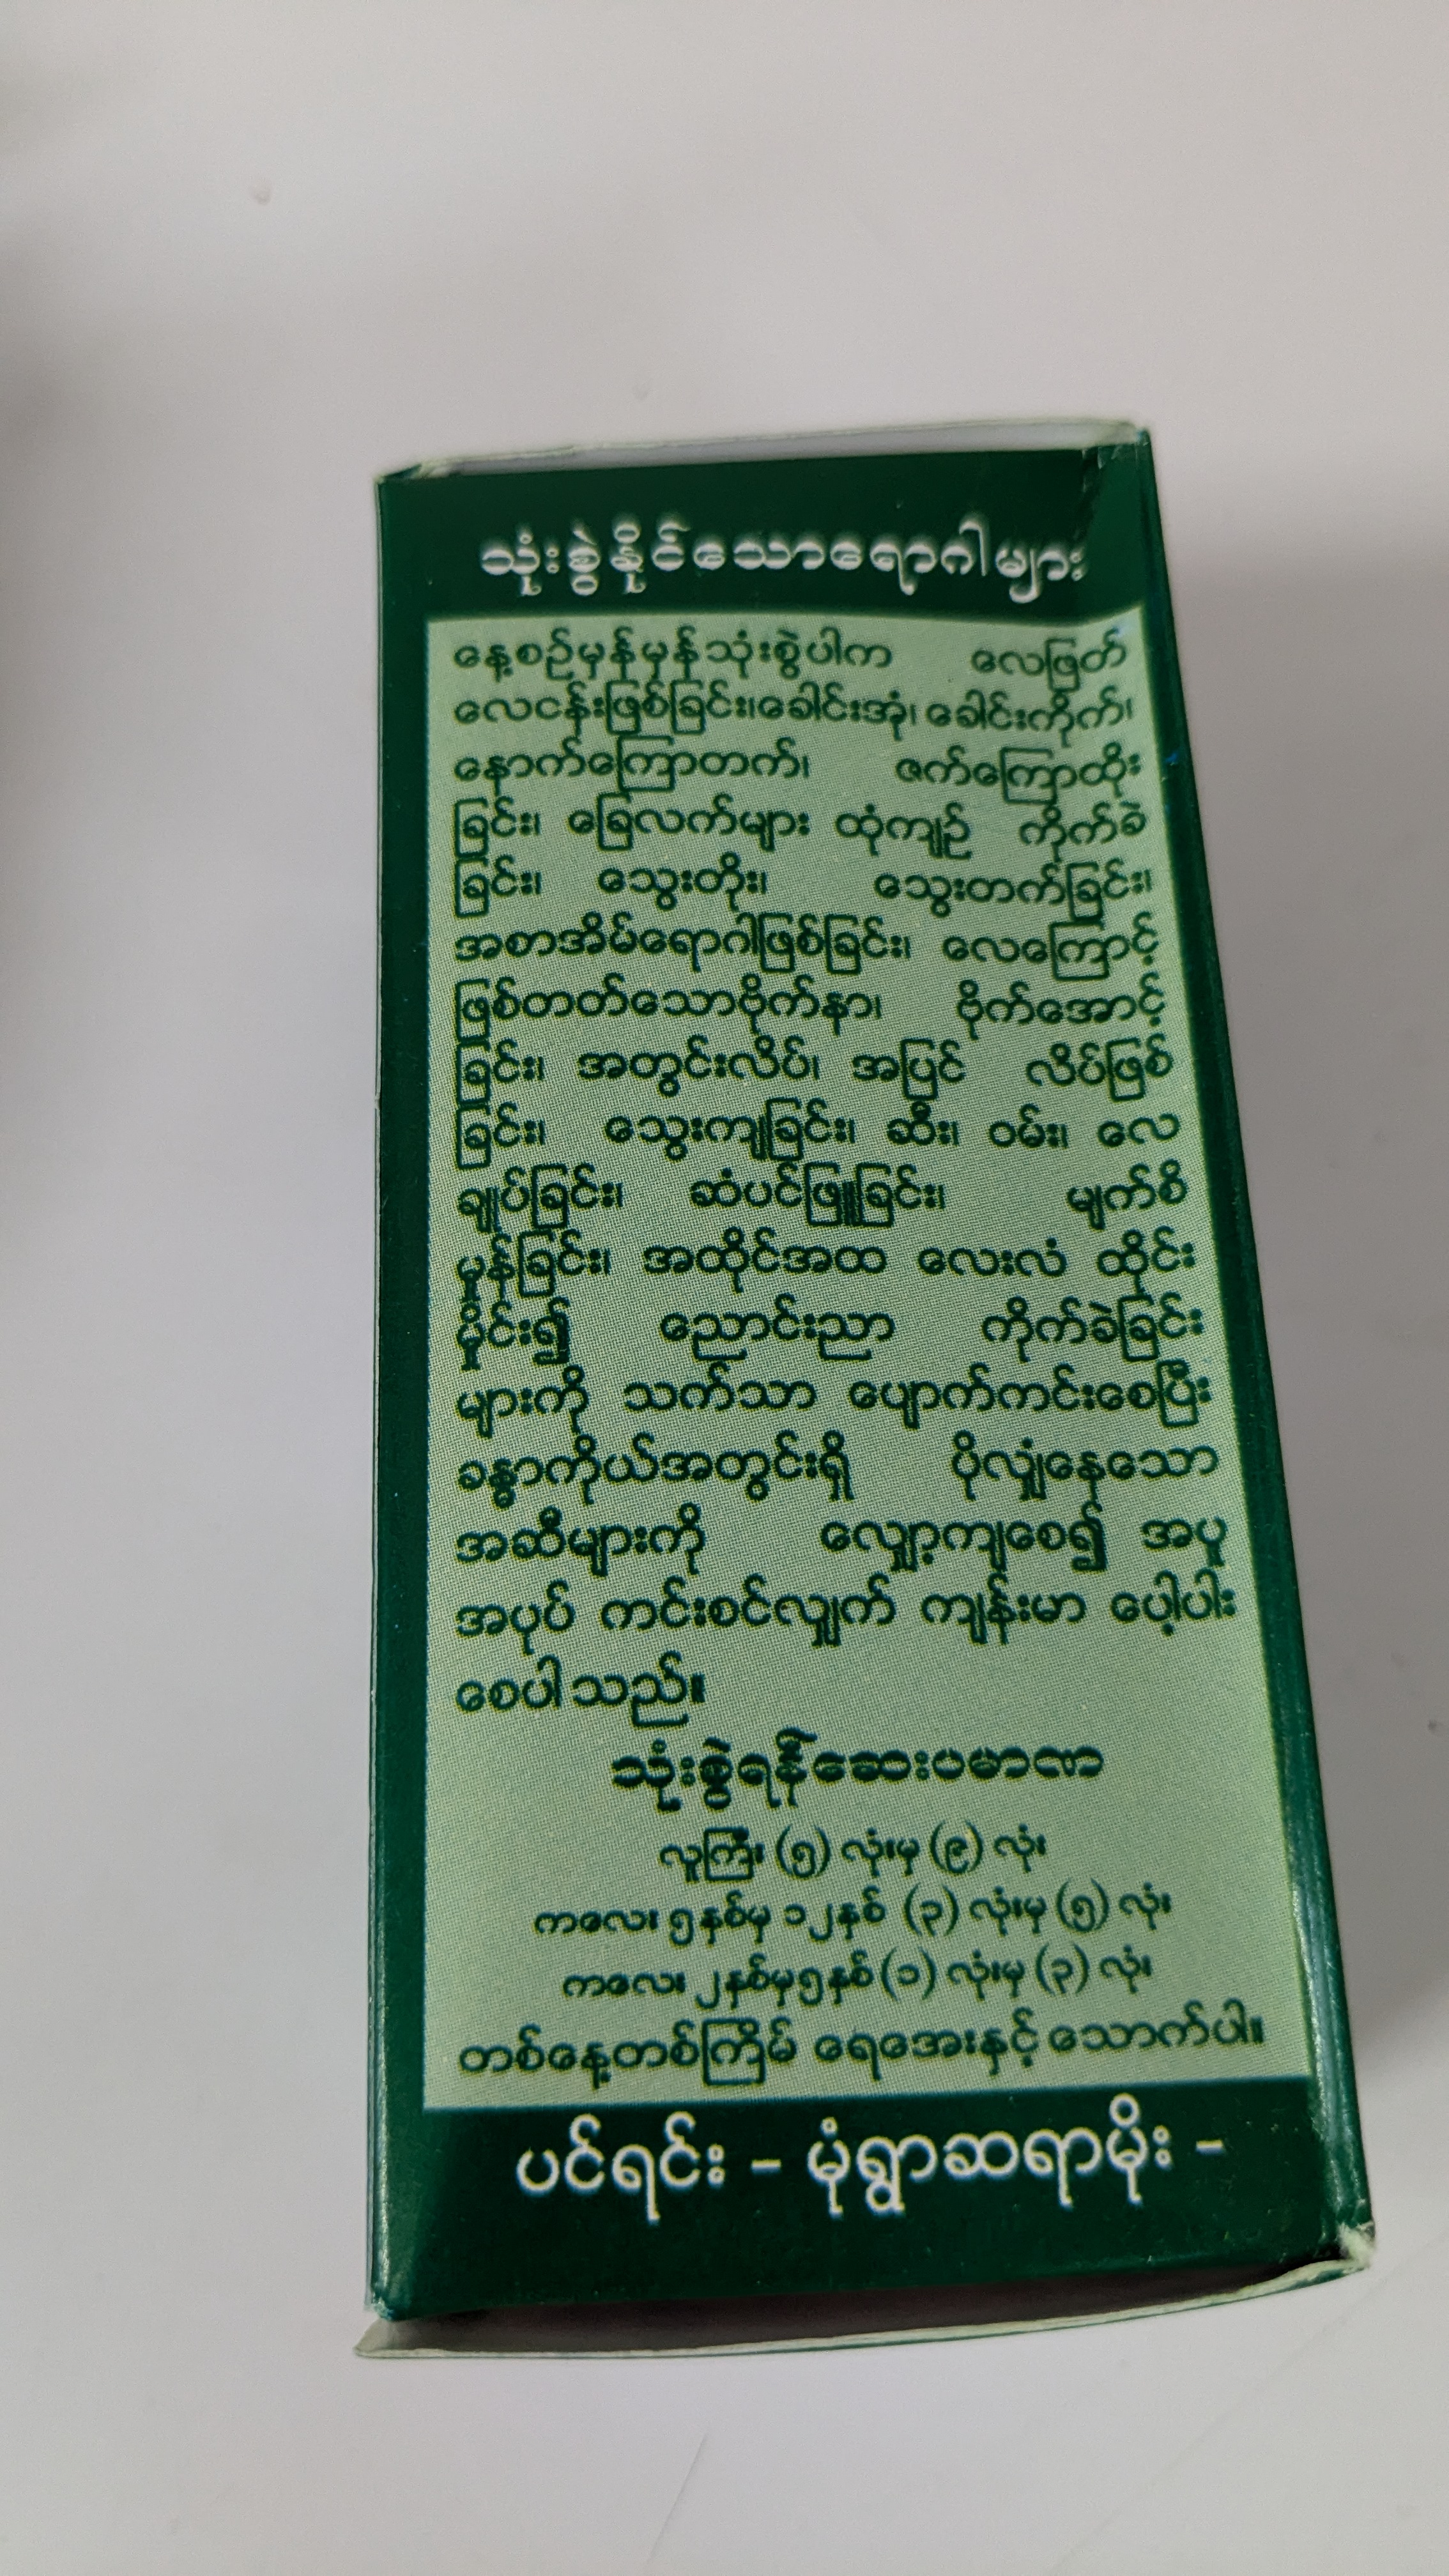 သုံးစွဲနိုင်သောရောဂါများ
နေ့စဉ်မှန်မှန်သုံးစွဲပါက လေဖြတ်
လေငန်းဖြစ်ခြင်း၊ခေါင်းအုံ၊ ခေါင်းကိုက်၊
နောက်ကြောတက်၊ ဇက်ကြောထိုး
ခြင်း၊ ခြေလက်များ ထုံကျဉ် ကိုက်ခဲ
ခြင်း၊ သွေးတိုး၊ သွေးတက်ခြင်း၊
အစာအိမ်ရောဂါဖြစ်ခြင်း၊ လေကြောင့်
ဖြစ်တတ်သောဗိုက်နာ၊ ဗိုက်အောင့်
ခြင်း၊ အတွင်းလိပ်၊ အပြင် လိပ်ဖြစ်
ခြင်း၊ သွေးကျခြင်း၊ ဆီး၊ ဝမ်း၊ လေ
ချုပ်ခြင်း၊ ဆံပင်ဖြူခြင်း၊ မျက်စိ
မှုန်ခြင်း၊ အထိုင်အထ လေးလံ ထိုင်း
မှိုင်း၍ ညောင်းညာ ကိုက်ခဲခြင်း
များကို သက်သာ ပျောက်ကင်းစေပြီး
ခန္ဓာကိုယ်အတွင်းရှိ ပိုလျှံနေသော
အဆီများကို လျှော့ကျစေ၍ အပူ
အပုပ် ကင်းစင်လျှက် ကျန်းမာ ပေါ့ပါး
စေပါသည်။
သုံးစွဲရန်ဆေးပမာဏ
လူကြီး (၅) လုံးမှ (၉) လုံး
ကလေး ၅နှစ်မှ ၁၂နှစ် (၃) လုံးမှ (၅) လုံး
ကလေး ၂နှစ်မှ၅နှစ် (၁) လုံးမှ (၃) လုံး
တစ်နေ့တစ်ကြိမ် ရေအေးနှင့် သောက်ပါ။
ပင်ရင်း - မုံရွာဆရာမိုး -